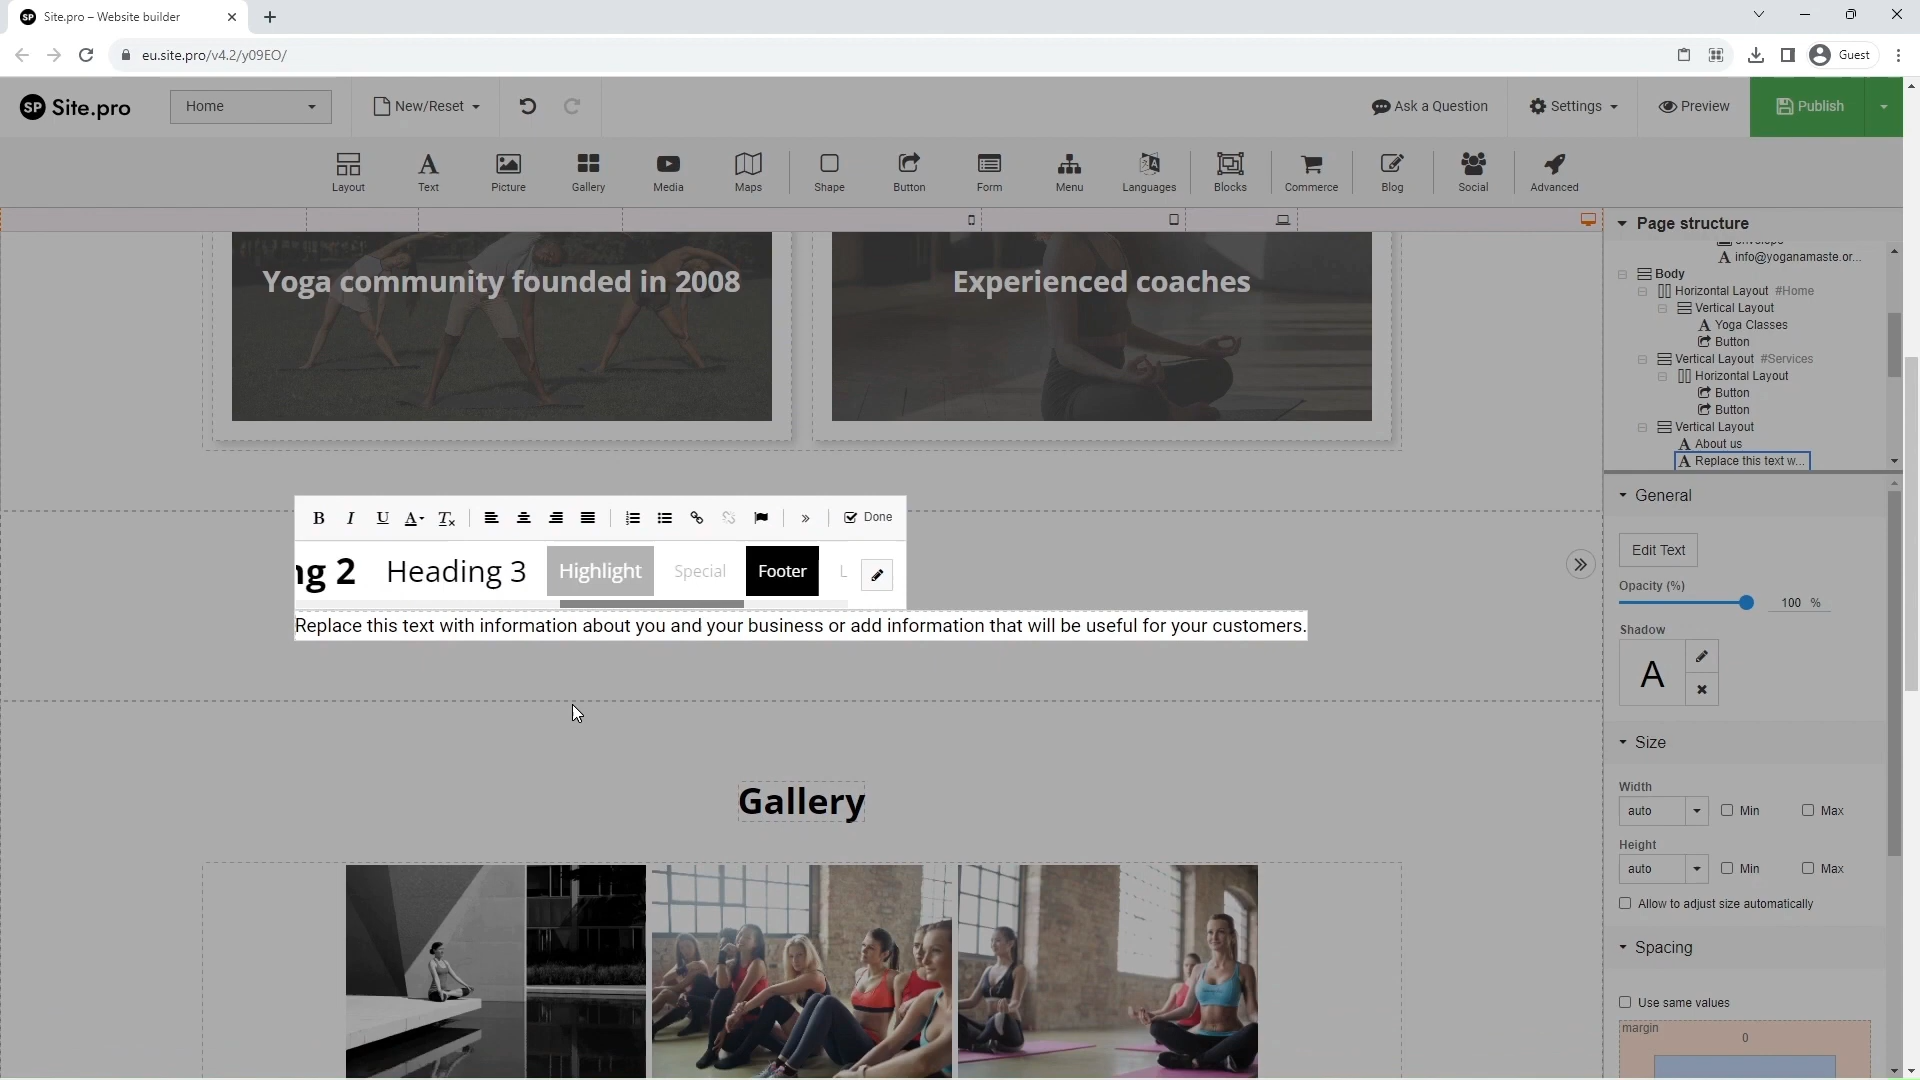 Site.pro – Website builder
eu.site.pro/v4.2/y09EO/
Guest
SP Site.pro
Home
New/Reset
Ask a Question
Settings
Preview
Publish
Layout
Text
Picture
Gallery
Media
Maps
Shape
Button
Form
Menu
Languages
Blocks
Commerce
Blog
Social
Advanced
Yoga community founded in 2008
Experienced coaches
B I U A Tx
Done
ng 2
Heading 3
Highlight
Special
Footer
L
Replace this text with information about you and your business or add information that will be useful for your customers.
Gallery
Page structure
info@yoganamaste.or...
Body
Horizontal Layout #Home
Vertical Layout
Yoga Classes
Button
Vertical Layout #Services
Horizontal Layout
Button
Button
Vertical Layout
About us
Replace this text w...
General
Edit Text
Opacity (%)
100 %
Shadow
A
Size
Width
auto
Min
Max
Height
auto
Min
Max
Allow to adjust size automatically
Spacing
Use same values
margin
0